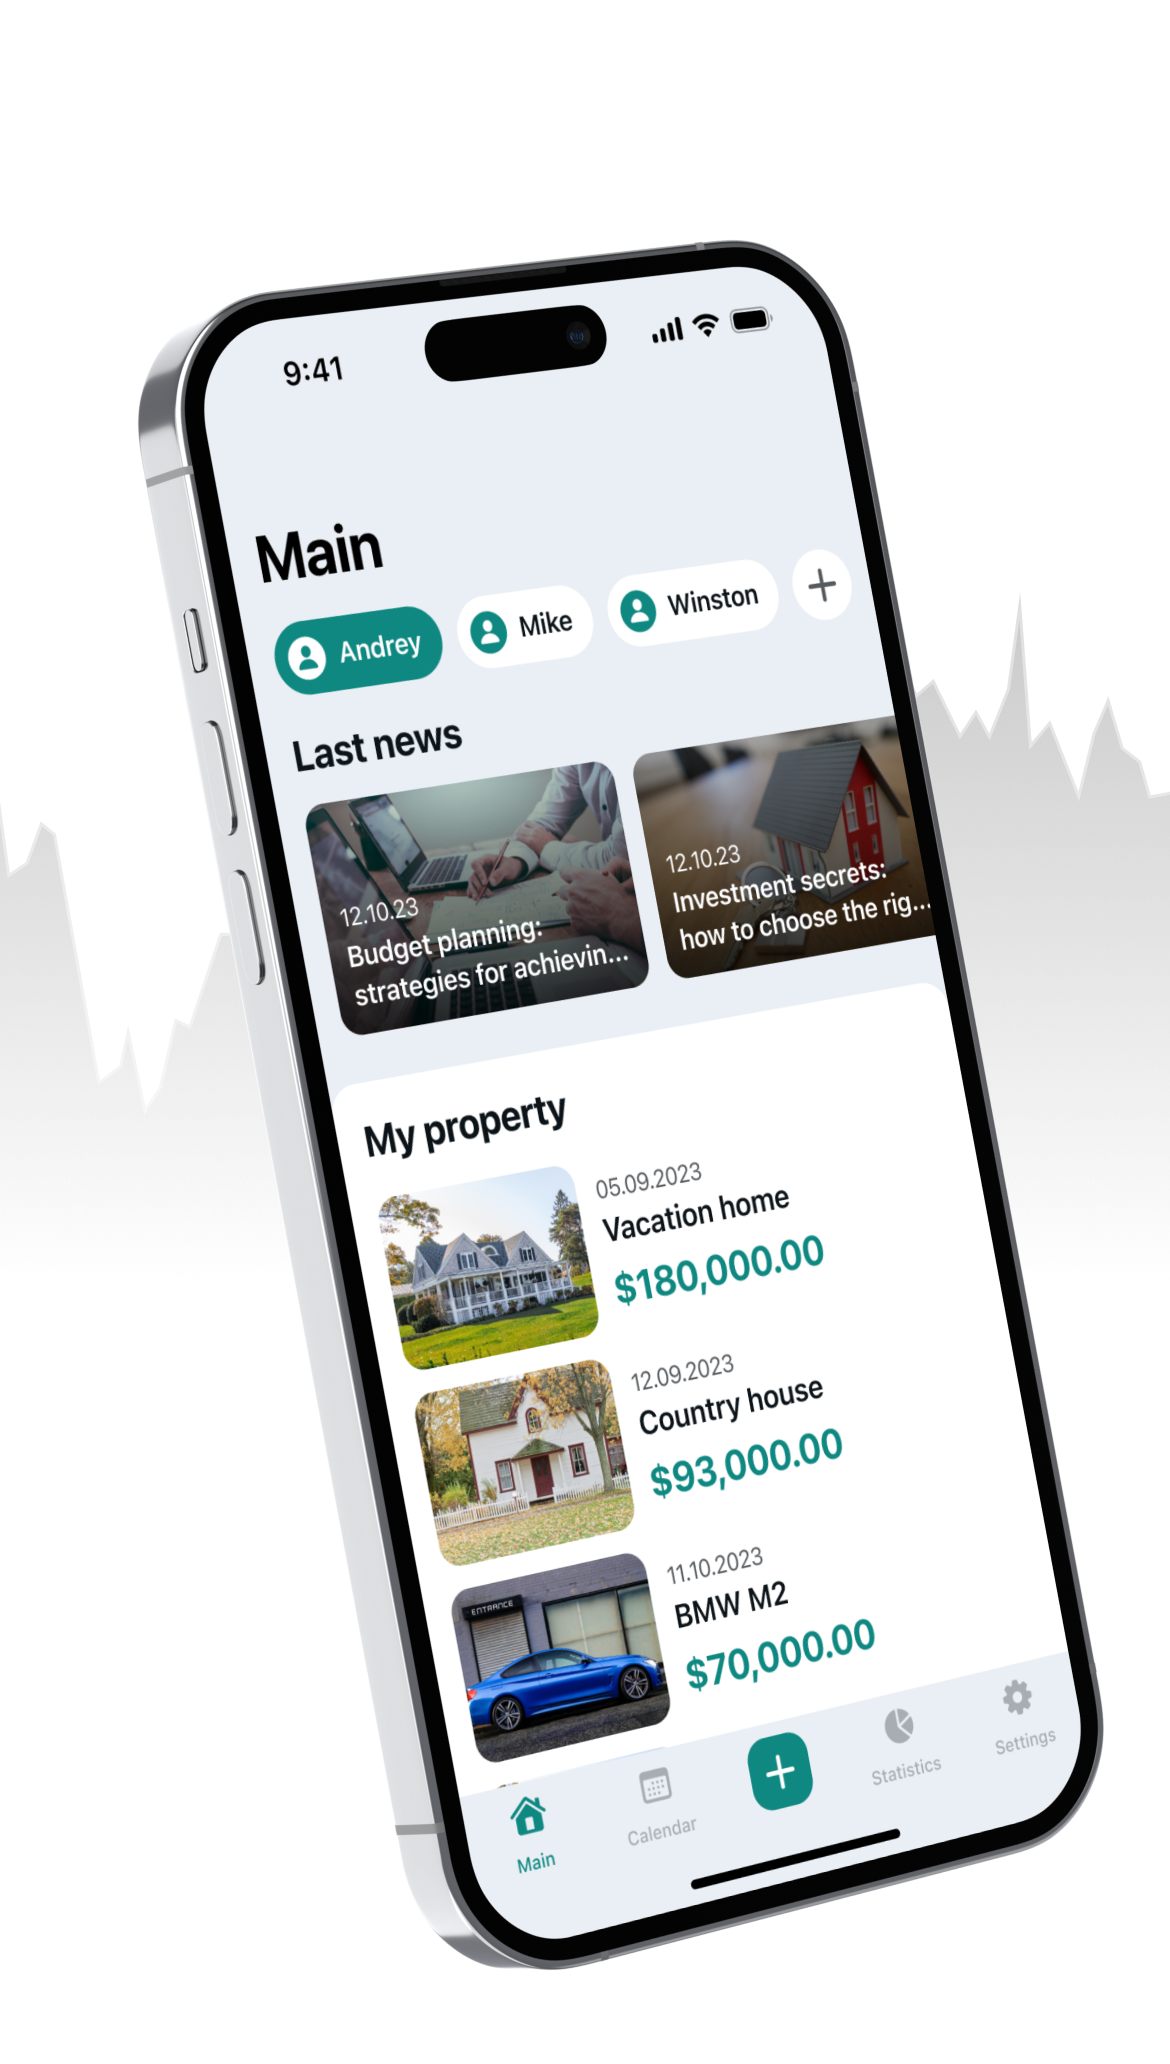 9:41
Main
Andrey
Mike
Winston
Last news
12.10.23
Budget planning:
strategies for achievin...
12.10.23
Investment secrets:
how to choose the rig...
My property
05.09.2023
Vacation home
$180,000.00
12.09.2023
Country house
$93,000.00
ENTRANCE
11.10.2023
BMW M2
$70,000.00
Main
Calendar
Statistics
Settings